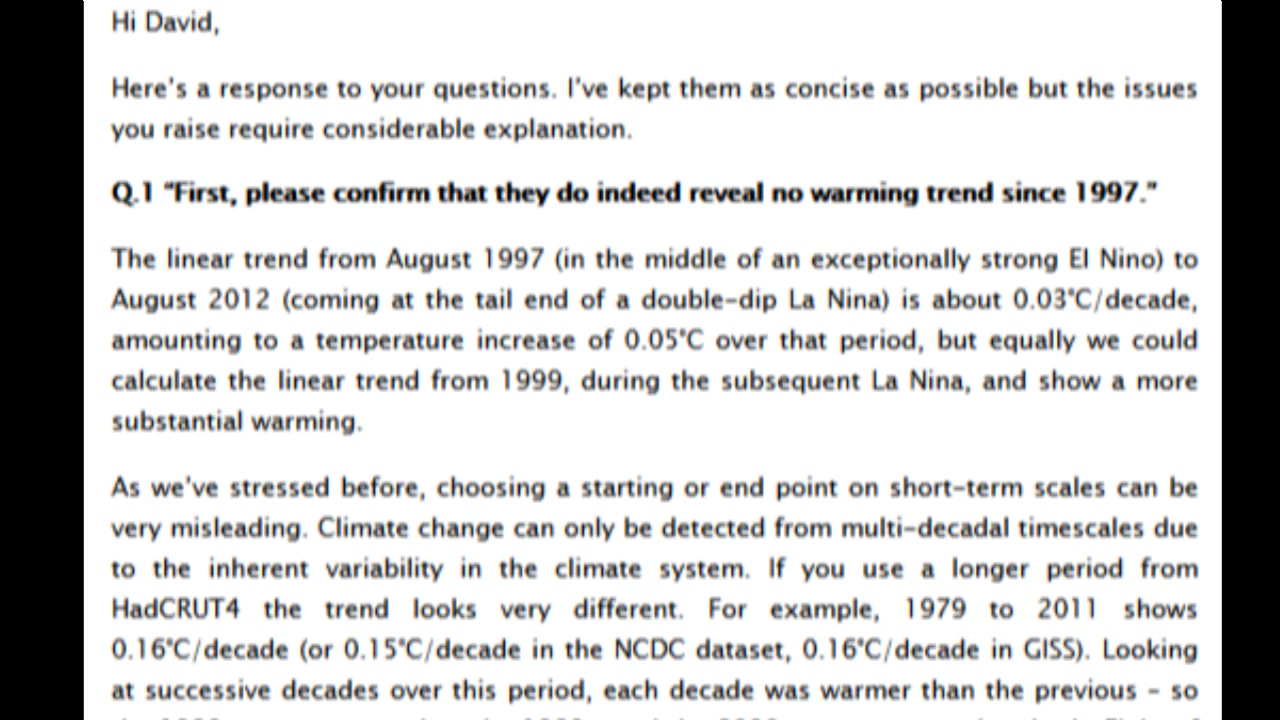 Hi David,
Here's a response to your questions. I've kept them as concise as possible but the issues
you raise require considerable explanation.
Q.1 "First, please confirm that they do indeed reveal no warming trend since 1997."
The linear trend from August 1997 (in the middle of an exceptionally strong El Nino) to
August 2012 (coming at the tail end of a double-dip La Nina) is about 0.03°C/decade,
amounting to a temperature increase of 0.05°C over that period, but equally we could
calculate the linear trend from 1999, during the subsequent La Nina, and show a more
substantial warming.
As we've stressed before, choosing a starting or end point on short-term scales can be
very misleading. Climate change can only be detected from multi-decadal timescales due
to the inherent variability in the climate system. If you use a longer period from
HadCRUT4 the trend looks very different. For example, 1979 to 2011 shows
0.16°C/decade (or 0.15°C/decade in the NCDC dataset, 0.16°C/decade in GISS). Looking
at successive decades over this period, each decade was warmer than the previous – so